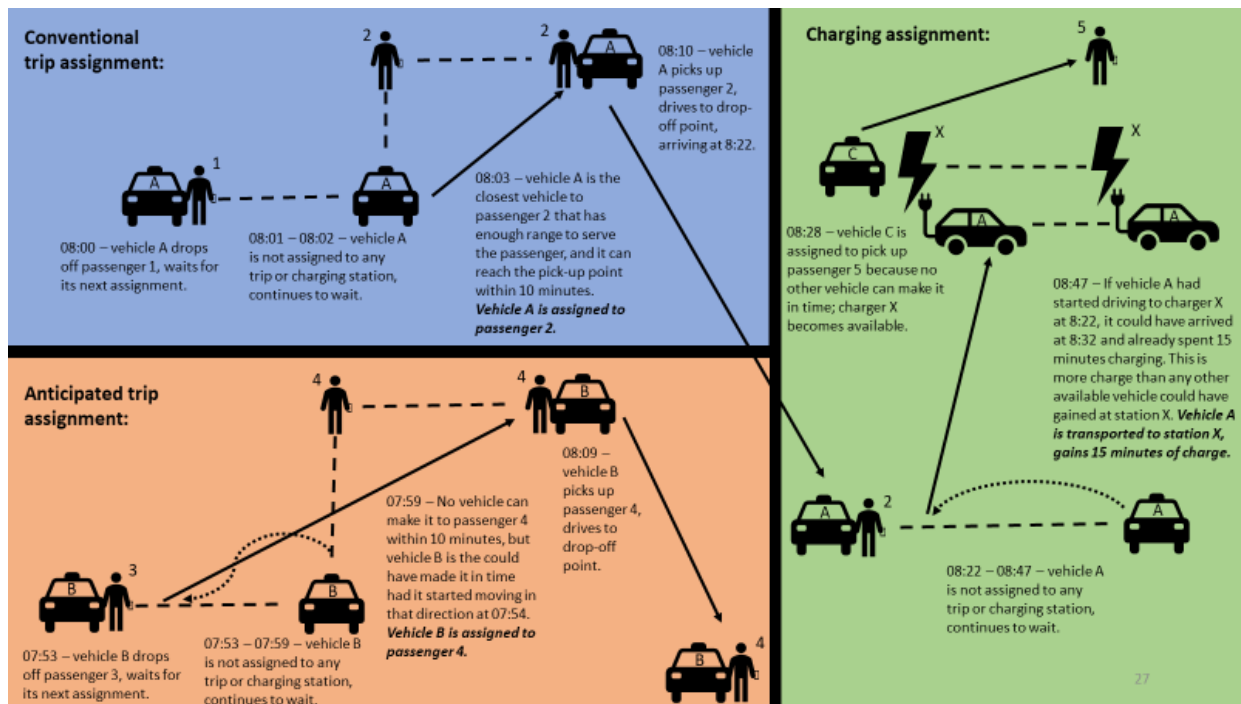 Conventional
trip assignment:
2
2
A
08:10 – vehicle
A picks up
passenger 2,
drives to drop-
off point,
arriving at 8:22.
1
A
A
08:00 – vehicle A drops
off passenger 1, waits for
its next assignment.
08:01 – 08:02 – vehicle A
is not assigned to any
trip or charging station,
continues to wait.
08:03 – vehicle A is the
closest vehicle to
passenger 2 that has
enough range to serve
the passenger, and it can
reach the pick-up point
within 10 minutes.
Vehicle A is assigned to
passenger 2.
Anticipated trip
assignment:
4
4
B
3
B
B
07:53 – vehicle B drops
off passenger 3, waits for
its next assignment.
07:53 – 07:59 – vehicle B
is not assigned to any
trip or charging station,
continues to wait.
07:59 – No vehicle can
make it to passenger 4
within 10 minutes, but
vehicle B is the could
have made it in time
had it started moving in
that direction at 07:54.
Vehicle B is assigned to
passenger 4.
08:09 –
vehicle B
picks up
passenger 4,
drives to
drop-off
point.
4
B
Charging assignment:
5
C
X
X
A
A
08:28 – vehicle C is
assigned to pick up
passenger 5 because no
other vehicle can make it
in time; charger X
becomes available.
08:47 – If vehicle A had
started driving to charger X
at 8:22, it could have arrived
at 8:32 and already spent 15
minutes charging. This is
more charge than any other
available vehicle could have
gained at station X. Vehicle A
is transported to station X,
gains 15 minutes of charge.
A
2
A
08:22 – 08:47 – vehicle A
is not assigned to any
trip or charging station,
continues to wait.
27